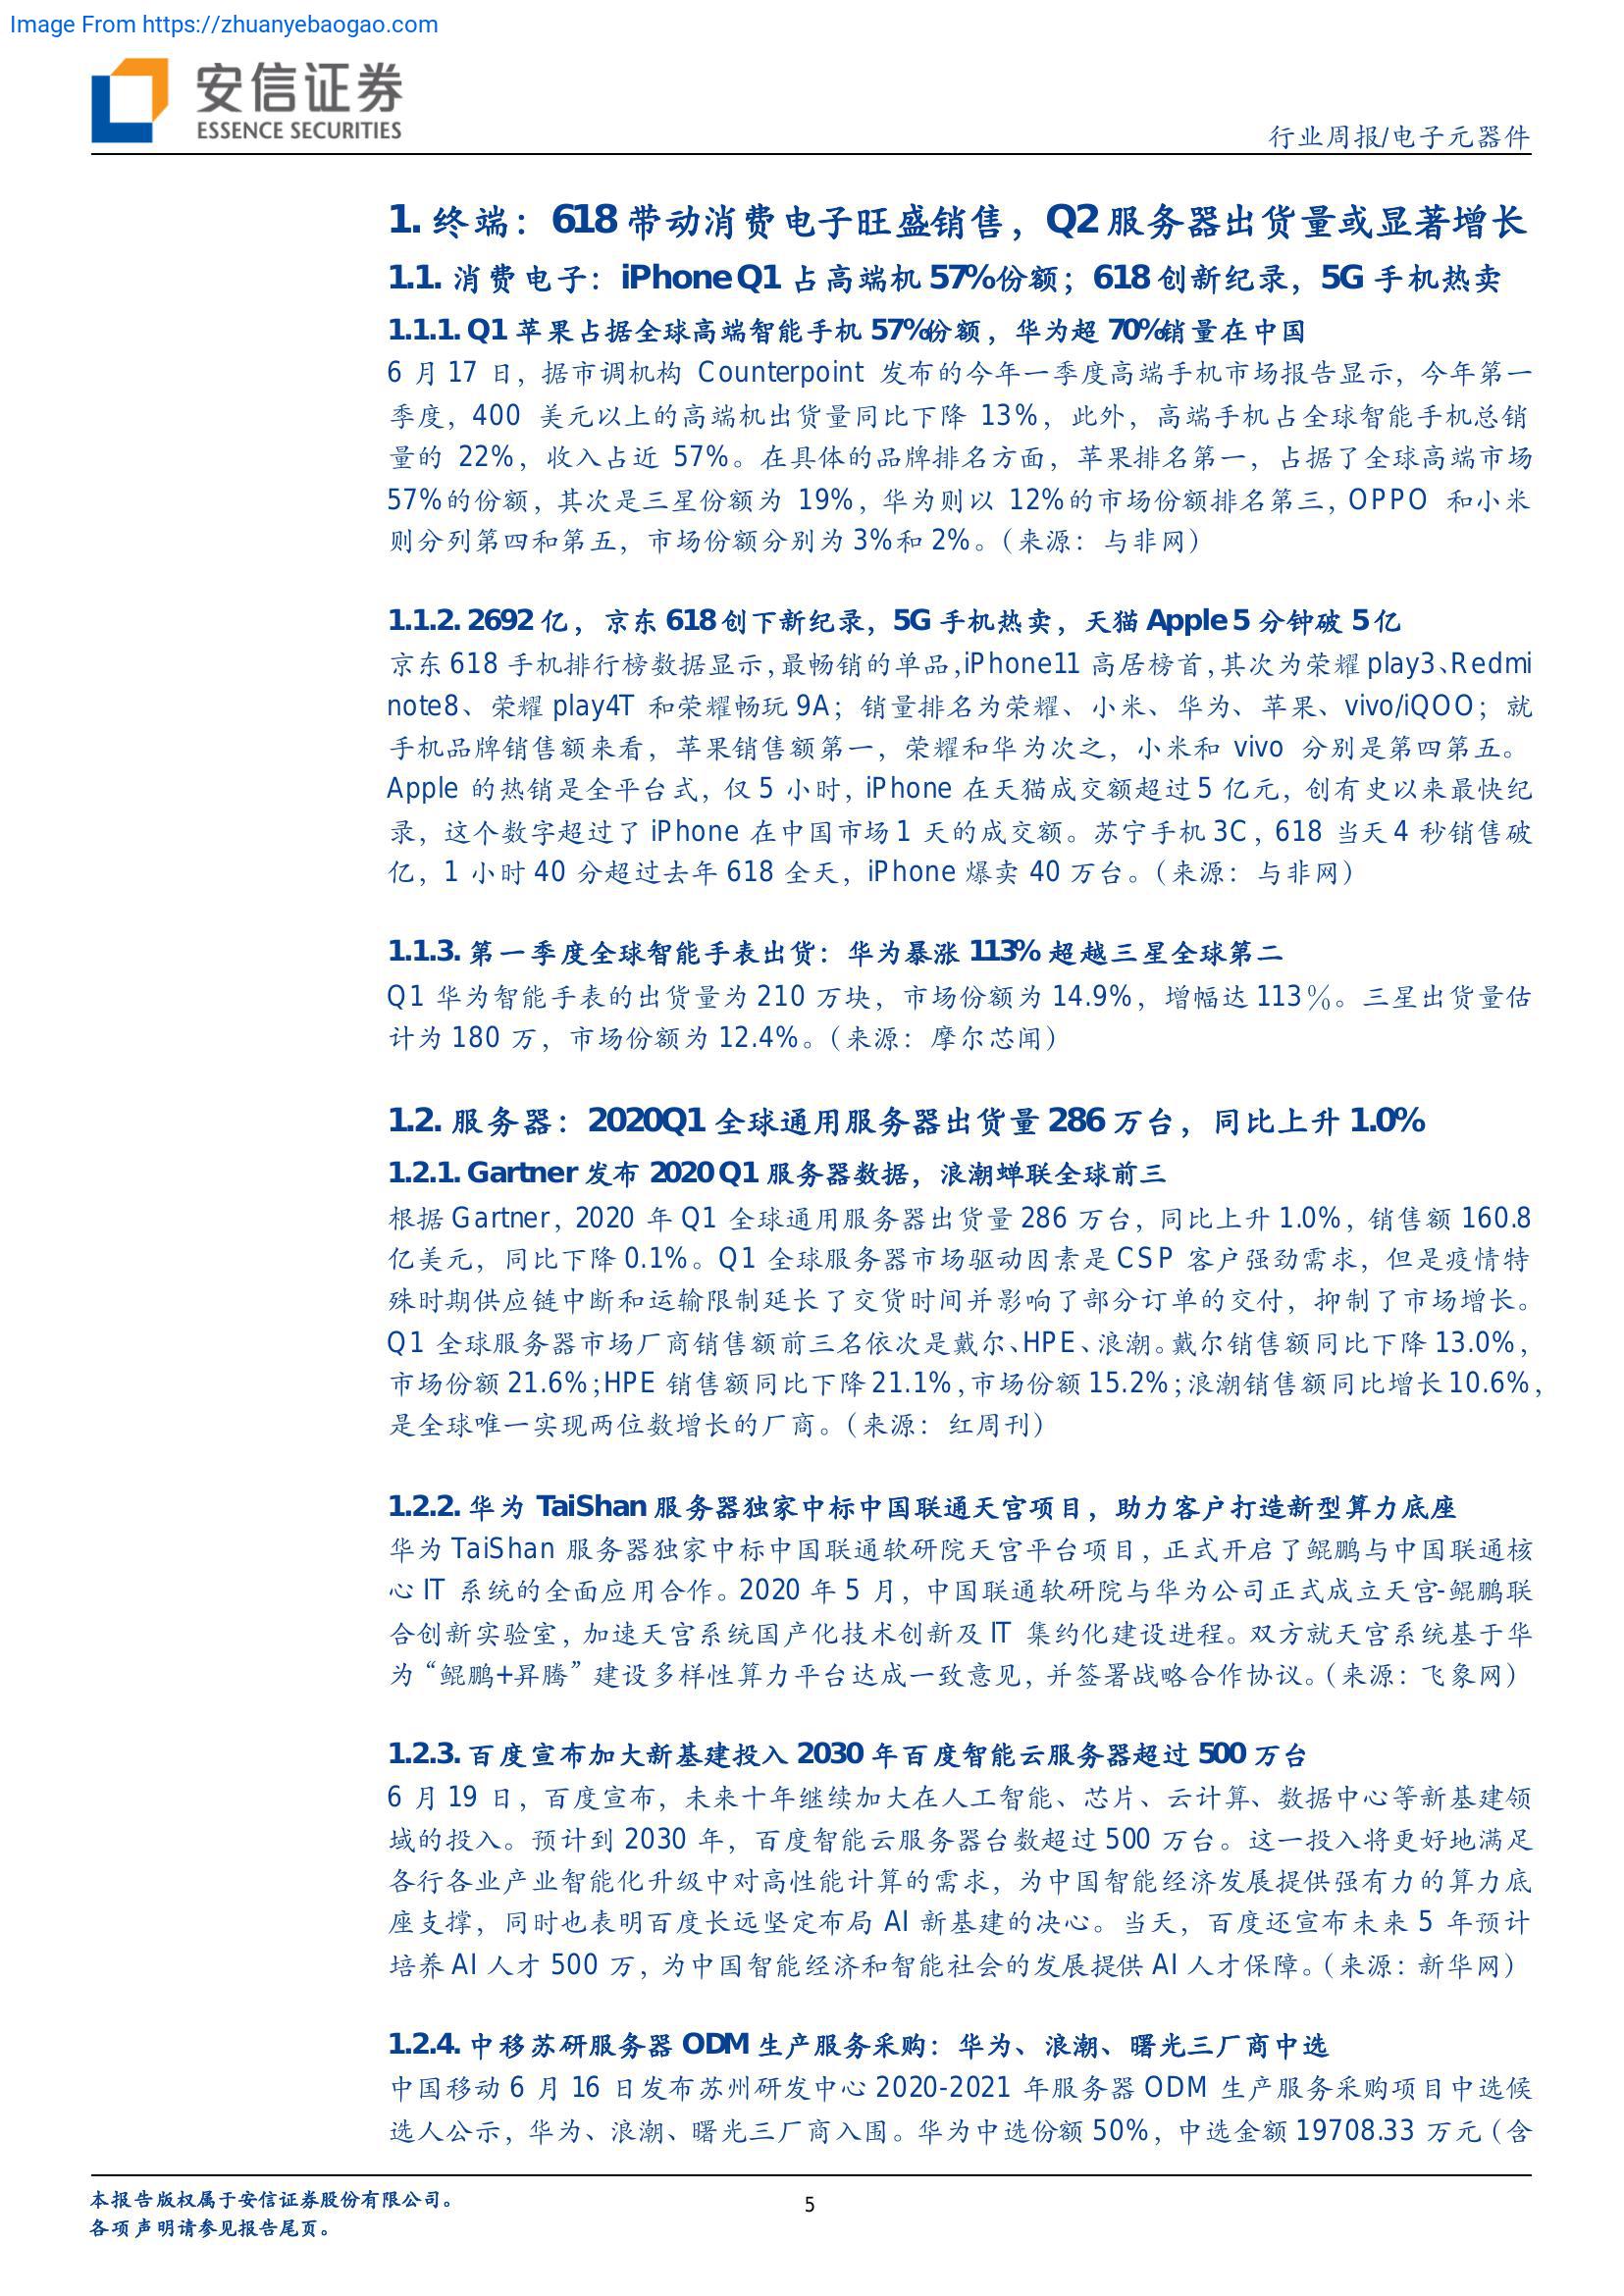 Image From https://zhuanyebaogao.com
安信证券
ESSENCE SECURITIES
行业周报/电子元器件
1. 终端：618 带动消费电子旺盛销售，Q2 服务器出货量或显著增长
1.1. 消费电子：iPhone Q1 占高端机 57%份额；618 创新纪录，5G 手机热卖
1.1.1. Q1 苹果占据全球高端智能手机 57%份额，华为超 70%销量在中国
6 月 17 日，据市调机构 Counterpoint 发布的今年一季度高端手机市场报告显示，今年第一
季度，400 美元以上的高端机出货量同比下降 13%，此外，高端手机占全球智能手机总销
量的 22%，收入占近 57%。在具体的品牌排名方面，苹果排名第一，占据了全球高端市场
57%的份额，其次是三星份额为 19%，华为则以 12%的市场份额排名第三，OPPO 和小米
则分列第四和第五，市场份额分别为 3%和 2%。（来源：与非网）
1.1.2. 2692 亿，京东 618 创下新纪录，5G 手机热卖，天猫 Apple 5 分钟破 5 亿
京东 618 手机排行榜数据显示，最畅销的单品，iPhone11 高居榜首，其次为荣耀 play3、Redmi
note8、荣耀 play4T 和荣耀畅玩 9A；销量排名为荣耀、小米、华为、苹果、vivo/iQOO；就
手机品牌销售额来看，苹果销售额第一，荣耀和华为次之，小米和 vivo 分别是第四第五。
Apple 的热销是全平台式，仅 5 小时，iPhone 在天猫成交额超过 5 亿元，创有史以来最快纪
录，这个数字超过了 iPhone 在中国市场 1 天的成交额。苏宁手机 3C，618 当天 4 秒销售破
亿，1 小时 40 分超过去年 618 全天，iPhone 爆卖 40 万台。（来源：与非网）
1.1.3. 第一季度全球智能手表出货：华为暴涨 113% 超越三星全球第二
Q1 华为智能手表的出货量为 210 万块，市场份额为 14.9%，增幅达 113％。三星出货量估
计为 180 万，市场份额为 12.4%。（来源：摩尔芯闻）
1.2. 服务器：2020Q1 全球通用服务器出货量 286 万台，同比上升 1.0%
1.2.1. Gartner 发布 2020 Q1 服务器数据，浪潮蝉联全球前三
根据 Gartner，2020 年 Q1 全球通用服务器出货量 286 万台，同比上升 1.0%，销售额 160.8
亿美元，同比下降 0.1%。Q1 全球服务器市场驱动因素是 CSP 客户强劲需求，但是疫情特
殊时期供应链中断和运输限制延长了交货时间并影响了部分订单的交付，抑制了市场增长。
Q1 全球服务器市场厂商销售额前三名依次是戴尔、HPE、浪潮。戴尔销售额同比下降 13.0%，
市场份额 21.6%；HPE 销售额同比下降 21.1%，市场份额 15.2%；浪潮销售额同比增长 10.6%，
是全球唯一实现两位数增长的厂商。（来源：红周刊）
1.2.2. 华为 TaiShan 服务器独家中标中国联通天宫项目，助力客户打造新型算力底座
华为 TaiShan 服务器独家中标中国联通软研院天宫平台项目，正式开启了鲲鹏与中国联通核
心 IT 系统的全面应用合作。2020 年 5 月，中国联通软研院与华为公司正式成立天宫-鲲鹏联
合创新实验室，加速天宫系统国产化技术创新及 IT 集约化建设进程。双方就天宫系统基于华
为“鲲鹏+昇腾”建设多样性算力平台达成一致意见，并签署战略合作协议。（来源：飞象网）
1.2.3. 百度宣布加大新基建投入 2030 年百度智能云服务器超过 500 万台
6 月 19 日，百度宣布，未来十年继续加大在人工智能、芯片、云计算、数据中心等新基建领
域的投入。预计到 2030 年，百度智能云服务器台数超过 500 万台。这一投入将更好地满足
各行各业产业智能化升级中对高性能计算的需求，为中国智能经济发展提供强有力的算力底
座支撑，同时也表明百度长远坚定布局 AI 新基建的决心。当天，百度还宣布未来 5 年预计
培养 AI 人才 500 万，为中国智能经济和智能社会的发展提供 AI 人才保障。（来源：新华网）
1.2.4. 中移苏研服务器 ODM 生产服务采购：华为、浪潮、曙光三厂商中选
中国移动 6 月 16 日发布苏州研发中心 2020-2021 年服务器 ODM 生产服务采购项目中选候
选人公示，华为、浪潮、曙光三厂商入围。华为中选份额 50%，中选金额 19708.33 万元（含
本报告版权属于安信证券股份有限公司。
各项声明请参见报告尾页。
5